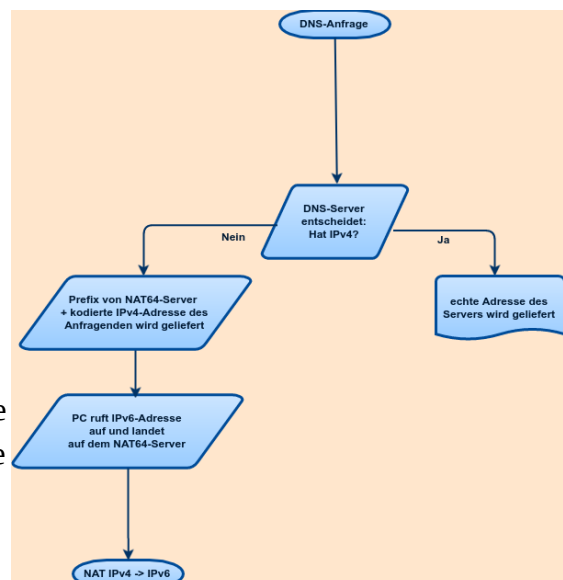 DNS-Anfrage
DNS-Server
entscheidet:
Hat IPv4?
Nein
Ja
Prefix von NAT64-Server
+ kodierte IPv4-Adresse des
Anfragenden wird geliefert
echte Adresse des
Servers wird geliefert
PC ruft IPv6-Adresse
auf und landet
auf dem NAT64-Server
NAT IPv4 -> IPv6